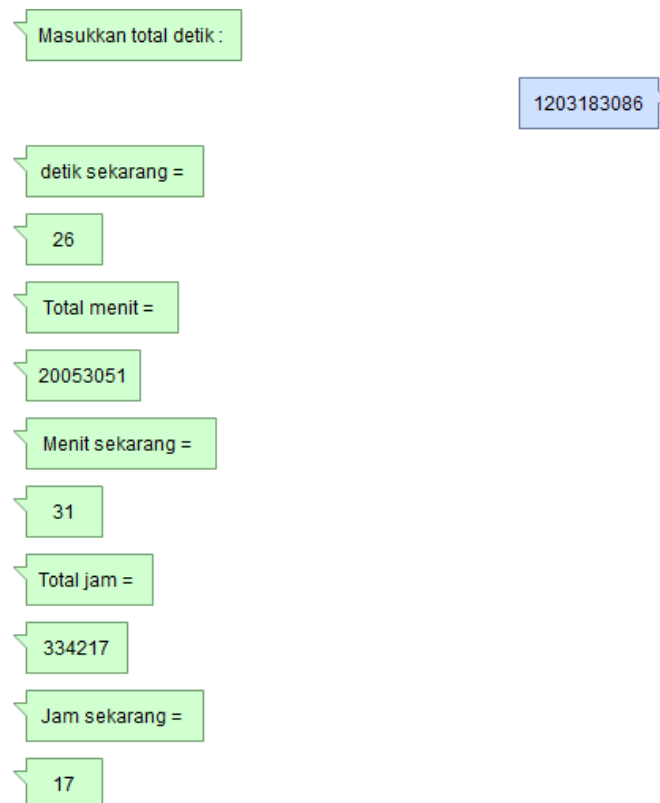 Masukkan total detik :
1203183086
detik sekarang =
26
Total menit =
20053051
Menit sekarang =
31
Total jam =
334217
Jam sekarang =
17